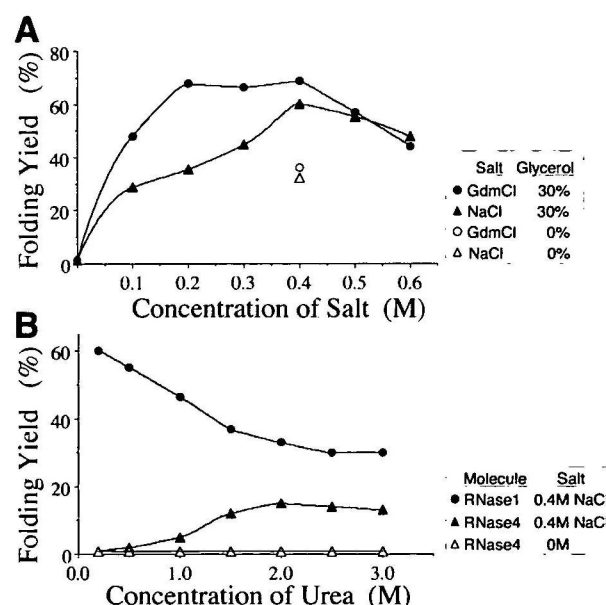 A
Folding Yield (%)
80
60
40
20
0
0.1 0.2 0.3 0.4 0.5 0.6
Concentration of Salt (M)
Salt Glycerol
● GdmCl 30%
▲ NaCl 30%
○ GdmCl 0%
△ NaCl 0%
B
Folding Yield (%)
60
40
20
0
0.0 1.0 2.0 3.0
Concentration of Urea (M)
Molecule Salt
● RNase1 0.4M NaCl
▲ RNase4 0.4M NaCl
△ RNase4 0M